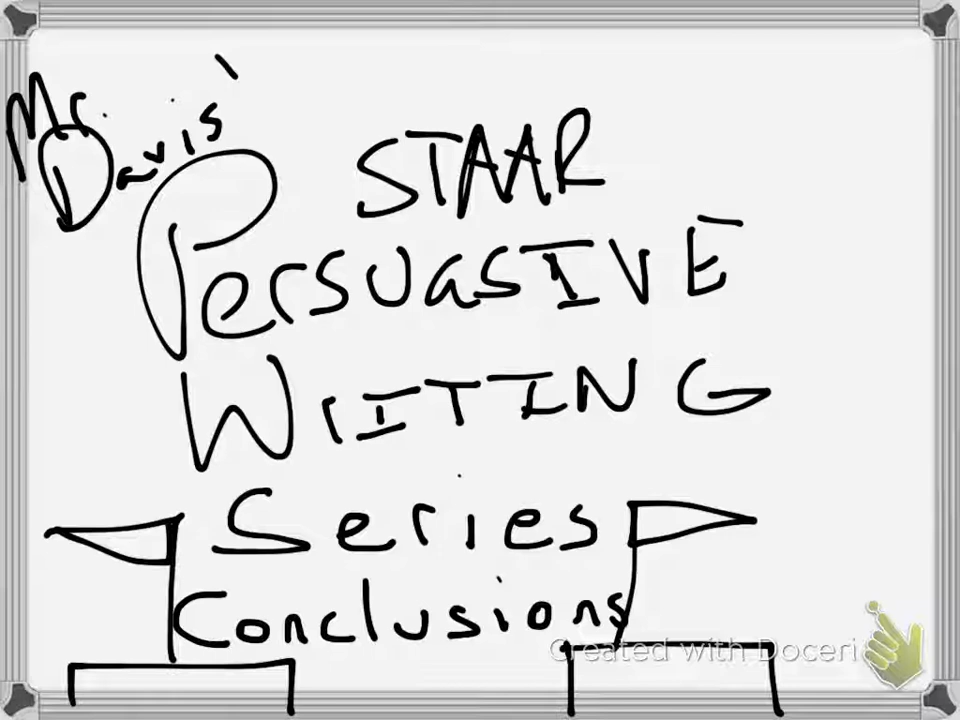 Mr. Davis'
STAAR
PERSUASIVE
WRITING
Series
Conclusions
Created with Doceri